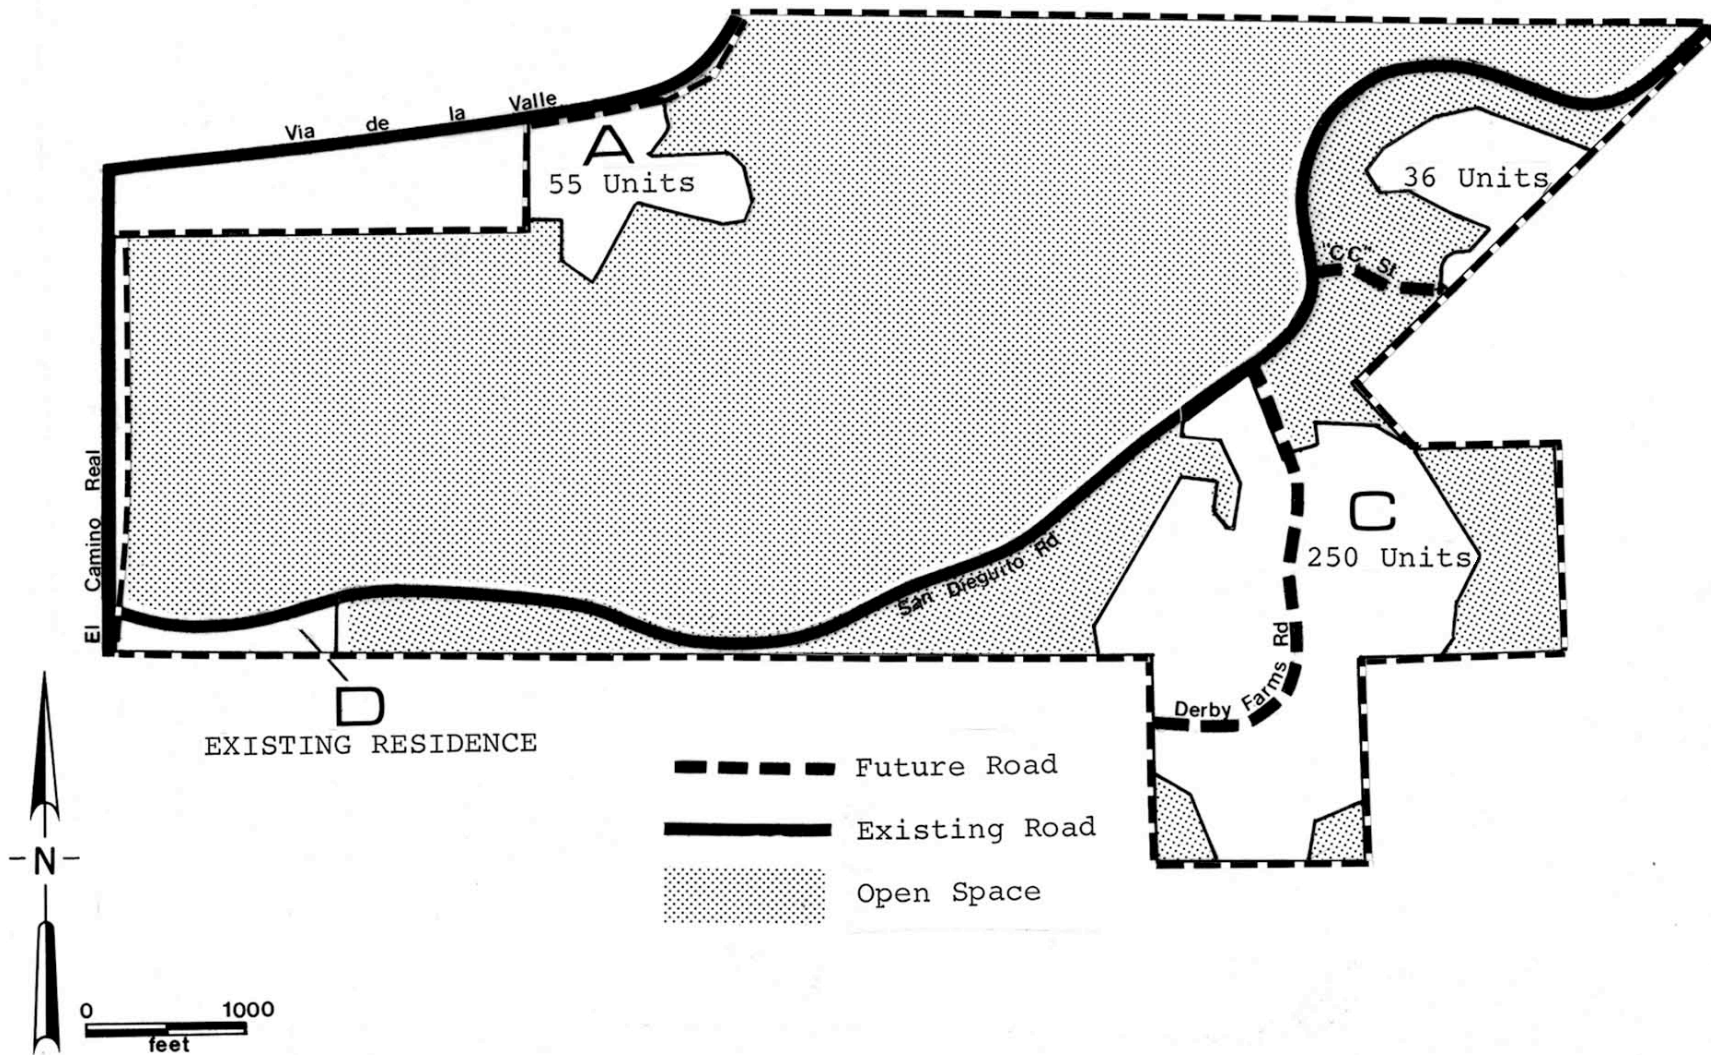 Via de la Valle
A
55 Units
36 Units
"CC" St
El Camino Real
C
250 Units
San Dieguito Rd
Derby Farms Rd
D
EXISTING RESIDENCE
Future Road
Existing Road
Open Space
-N-
0 1000
feet